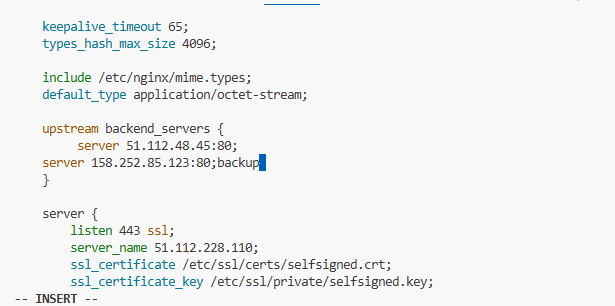 keepalive_timeout 65;
types_hash_max_size 4096;
include /etc/nginx/mime.types;
default_type application/octet-stream;
upstream backend_servers {
server 51.112.48.45:80;
server 158.252.85.123:80;backup
}
server {
listen 443 ssl;
server_name 51.112.228.110;
ssl_certificate /etc/ssl/certs/selfsigned.crt;
ssl_certificate_key /etc/ssl/private/selfsigned.key;
-- INSERT --